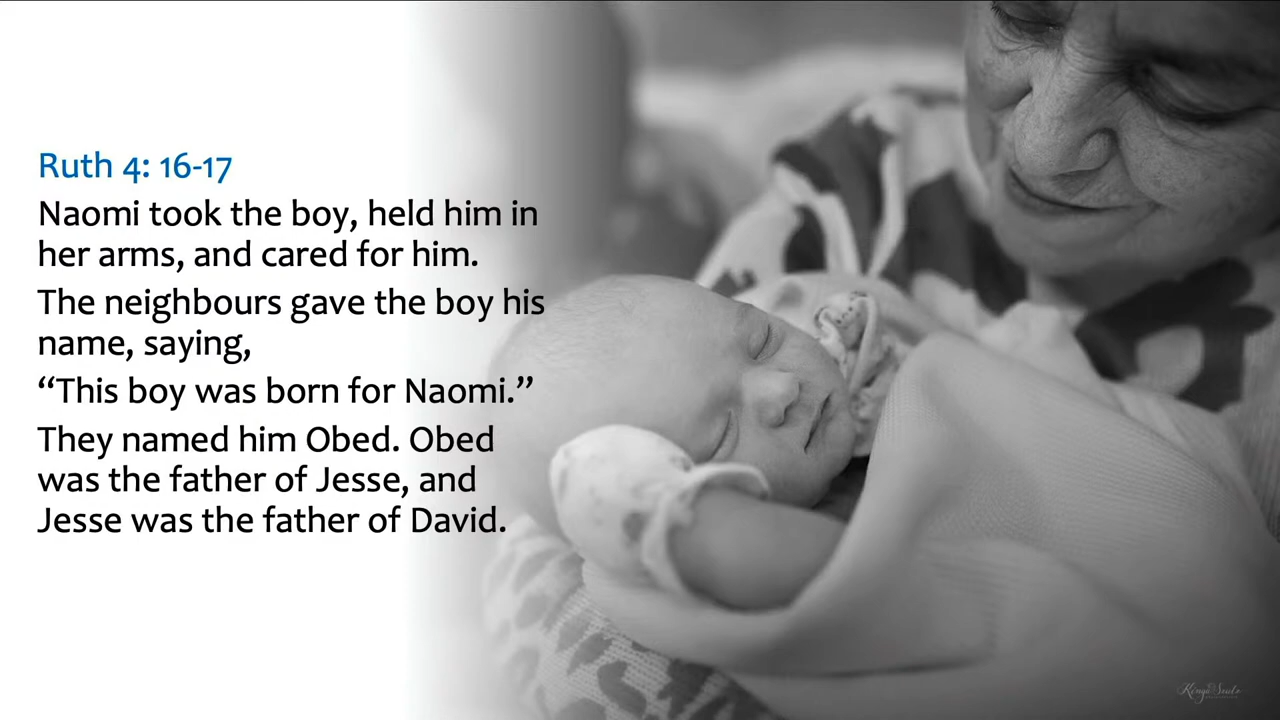 Ruth 4: 16-17
Naomi took the boy, held him in
her arms, and cared for him.
The neighbours gave the boy his
name, saying,
“This boy was born for Naomi.”
They named him Obed. Obed
was the father of Jesse, and
Jesse was the father of David.